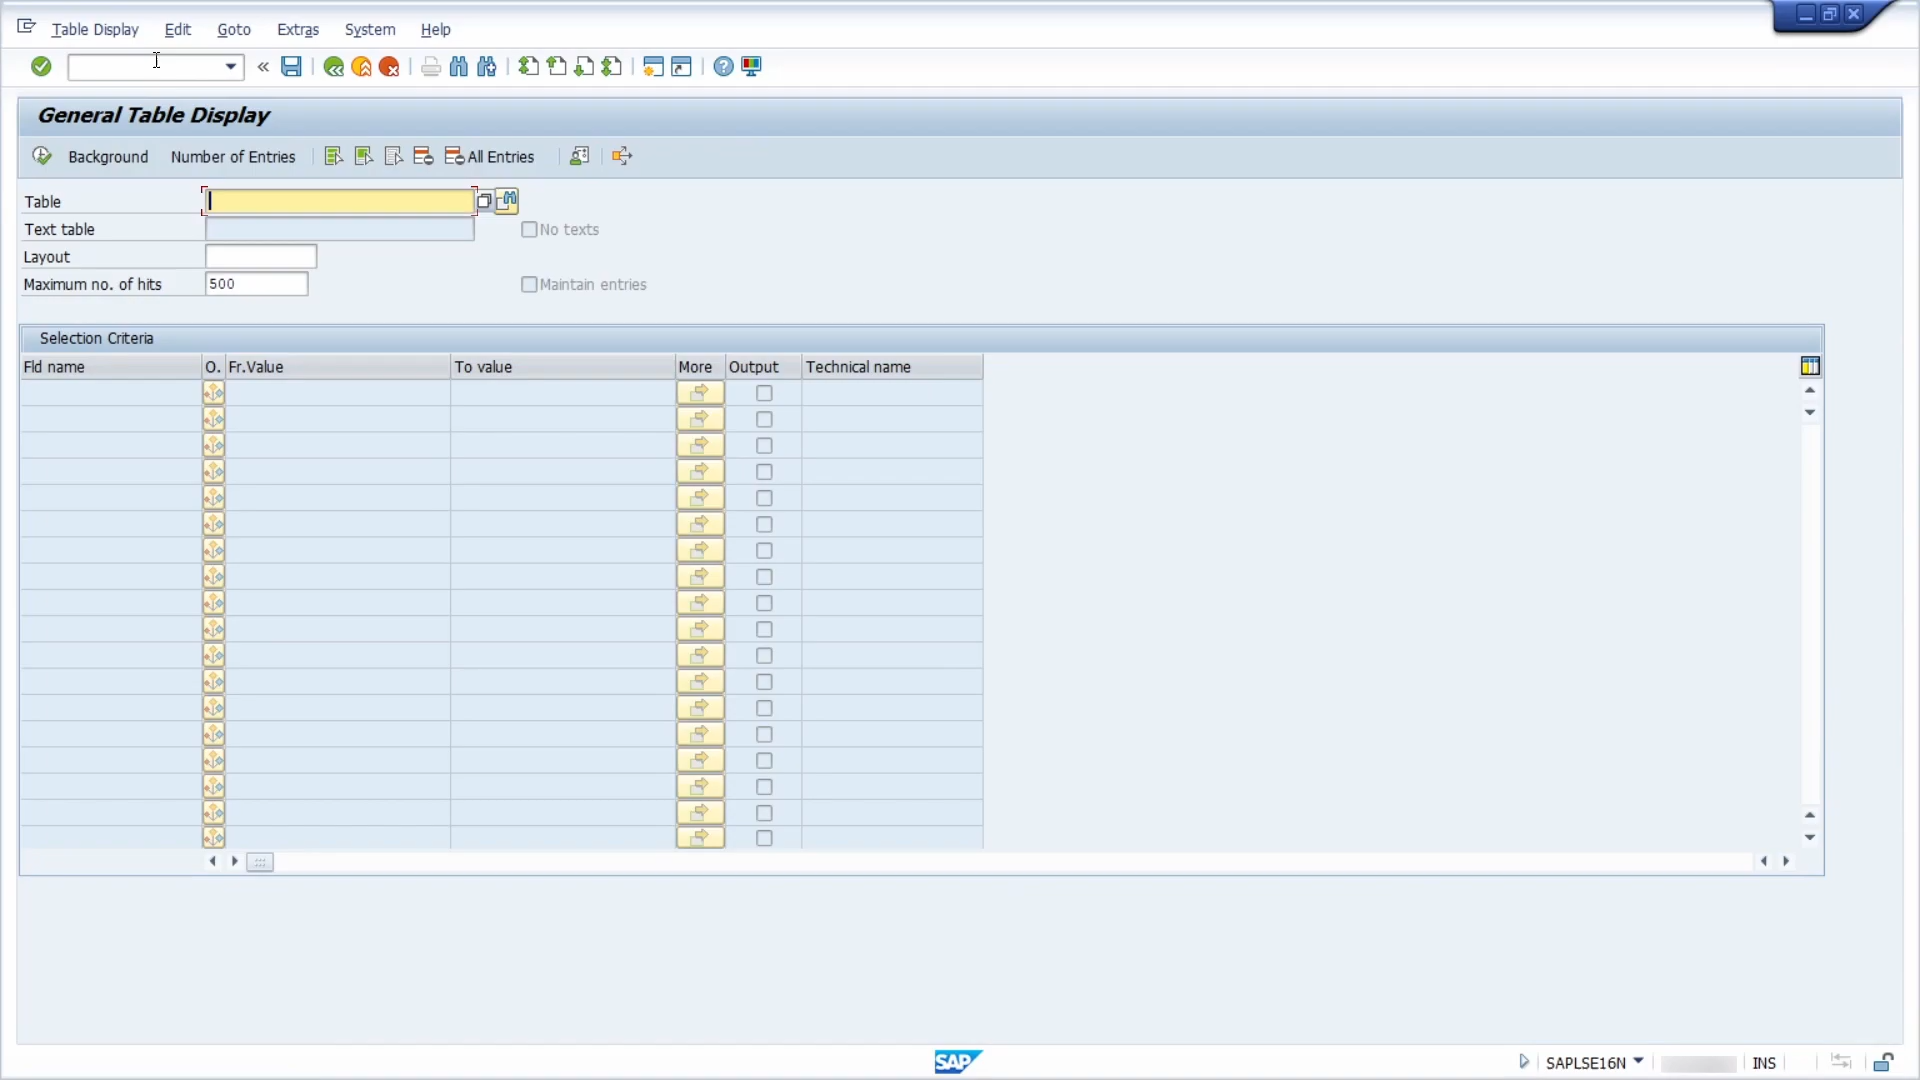 Table Display Edit Goto Extras System Help
General Table Display
Background Number of Entries All Entries
Table
Text table No texts
Layout
Maximum no. of hits 500 Maintain entries
Selection Criteria
Fld name O. Fr.Value To value More Output Technical name
SAP SAPLSE16N INS